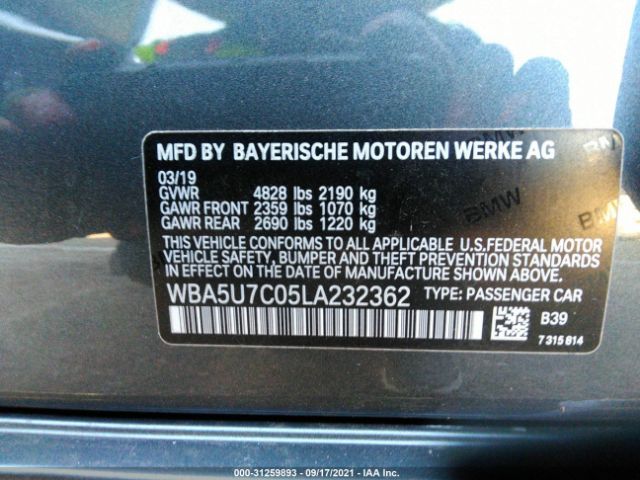 MFD BY BAYERISCHE MOTOREN WERKE AG
03/19
GVWR 4828 lbs 2190 kg
GAWR FRONT 2359 lbs 1070 kg
GAWR REAR 2690 lbs 1220 kg
THIS VEHICLE CONFORMS TO ALL APPLICABLE U.S.FEDERAL MOTOR
VEHICLE SAFETY, BUMPER AND THEFT PREVENTION
STANDARDS IN EFFECT ON THE DATE OF MANUFACTURE SHOWN ABOVE.
WBA5U7C05LA232362 TYPE: PASSENGER CAR
B39
7315814
BMW
BMW
BMW
000-31259893 - 09/17/2021 - IAA Inc.